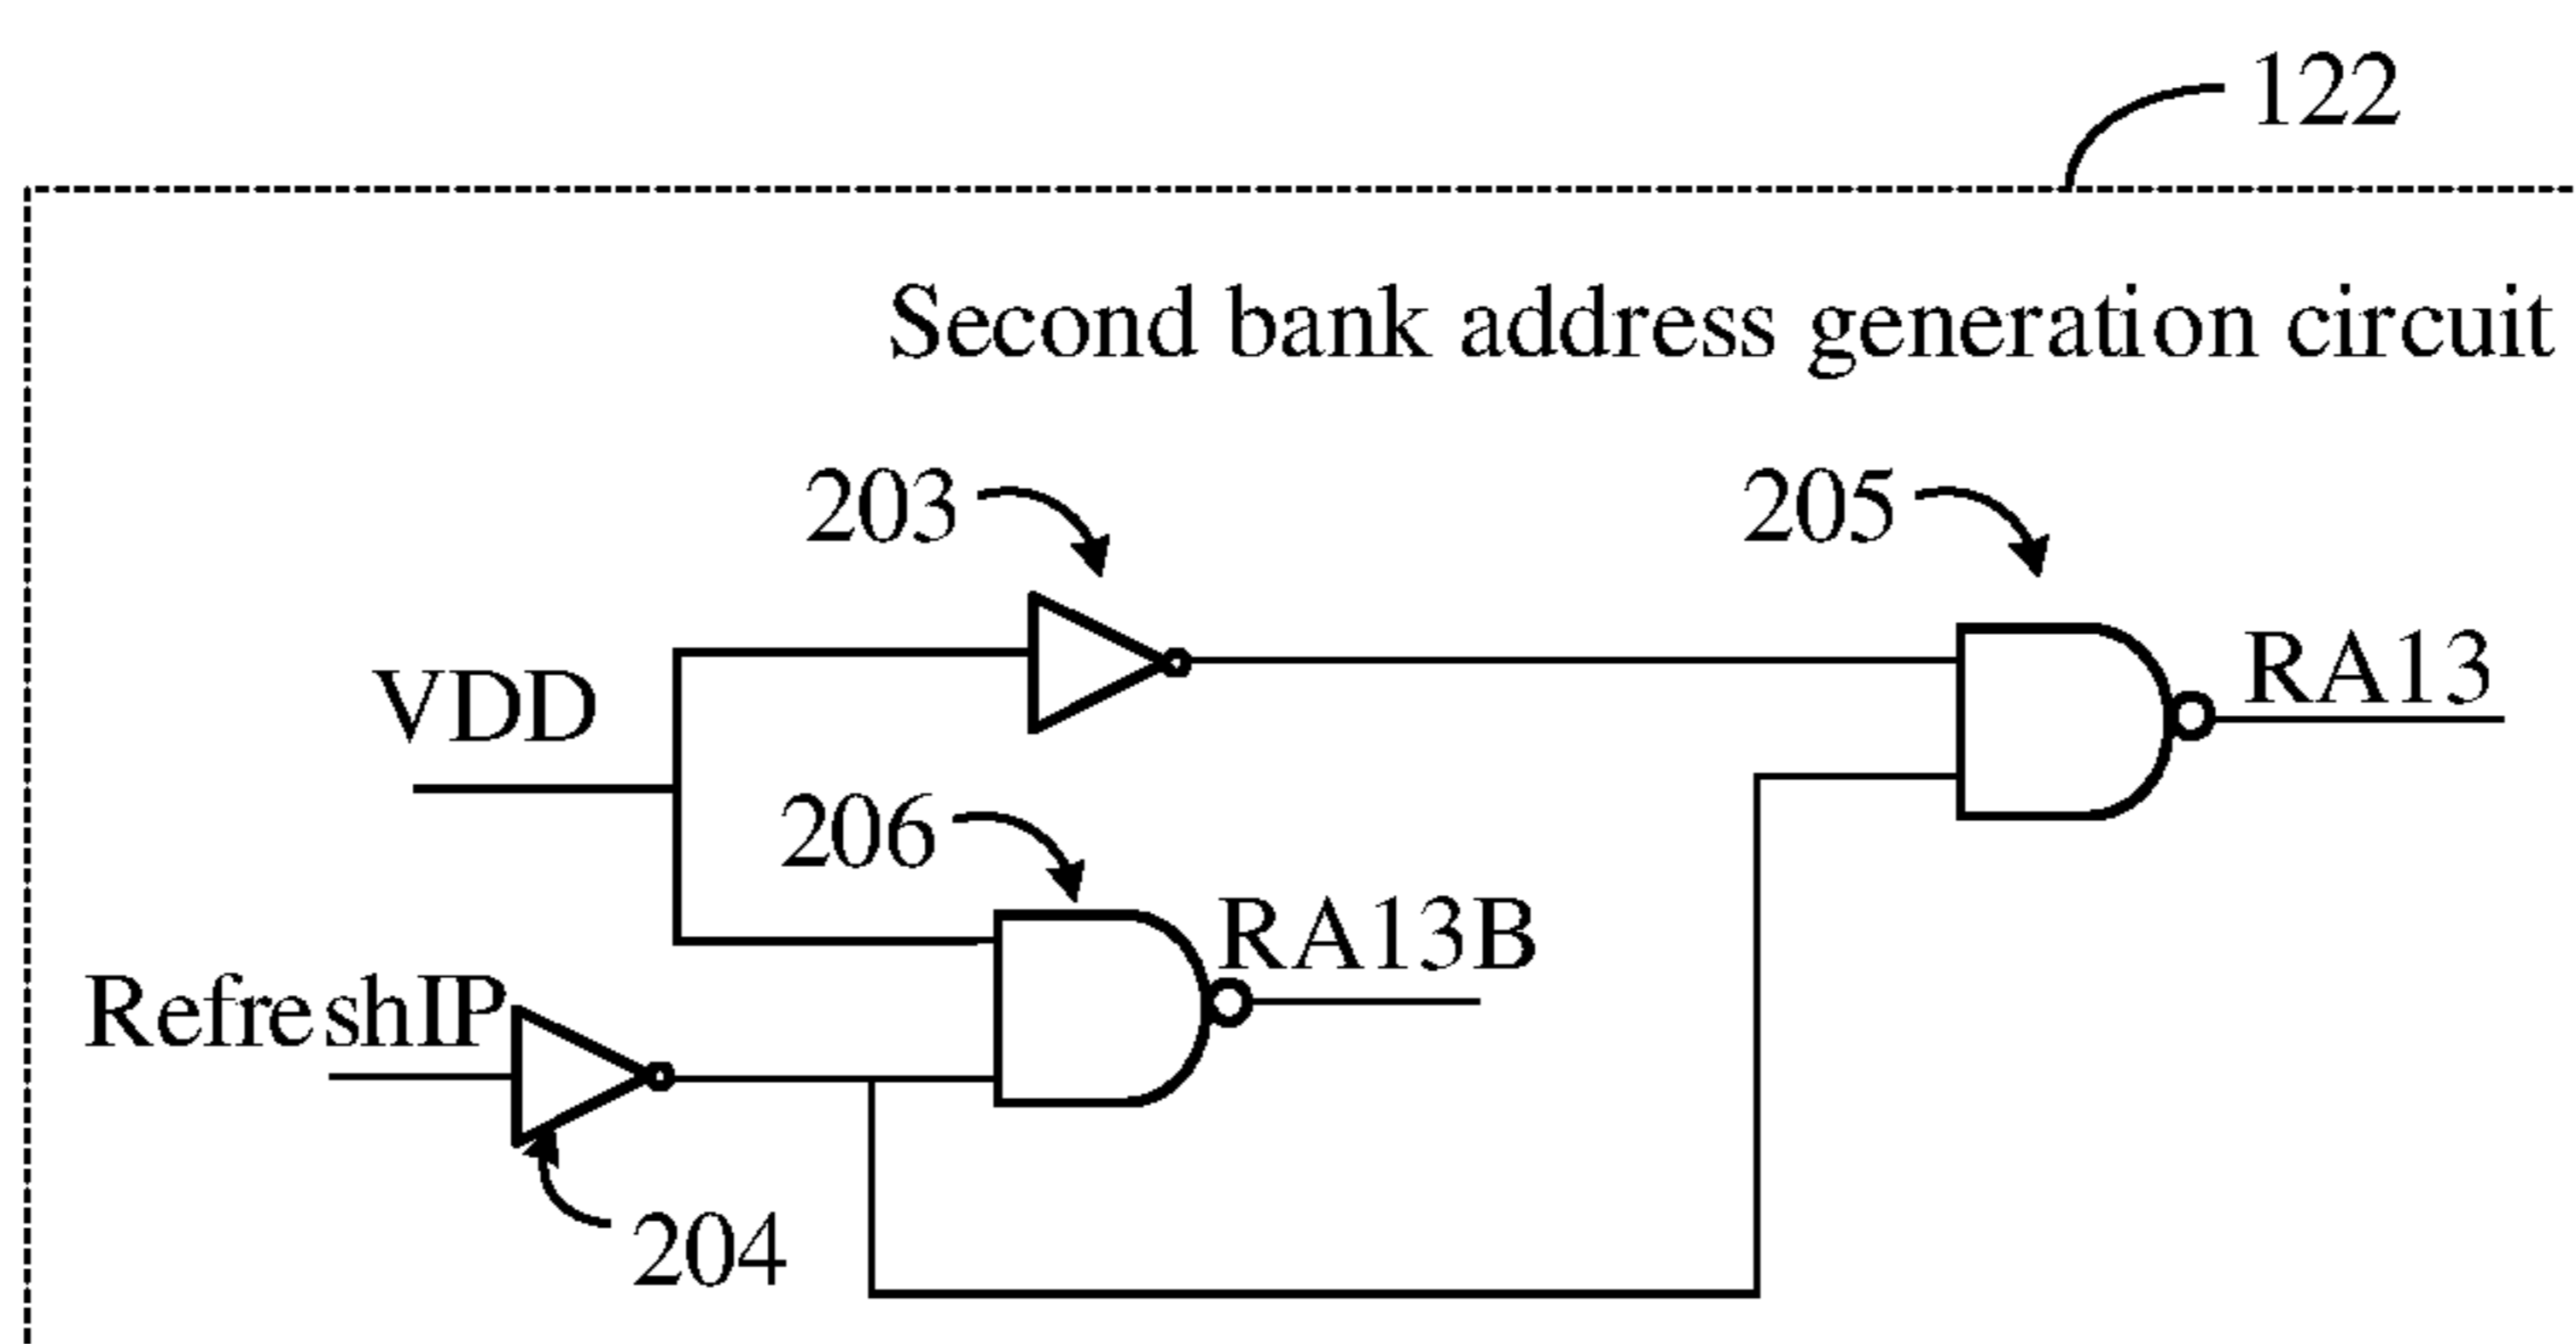 122
Second bank address generation circuit
203
205
VDD
RA13
206
RA13B
RefreshIP
204